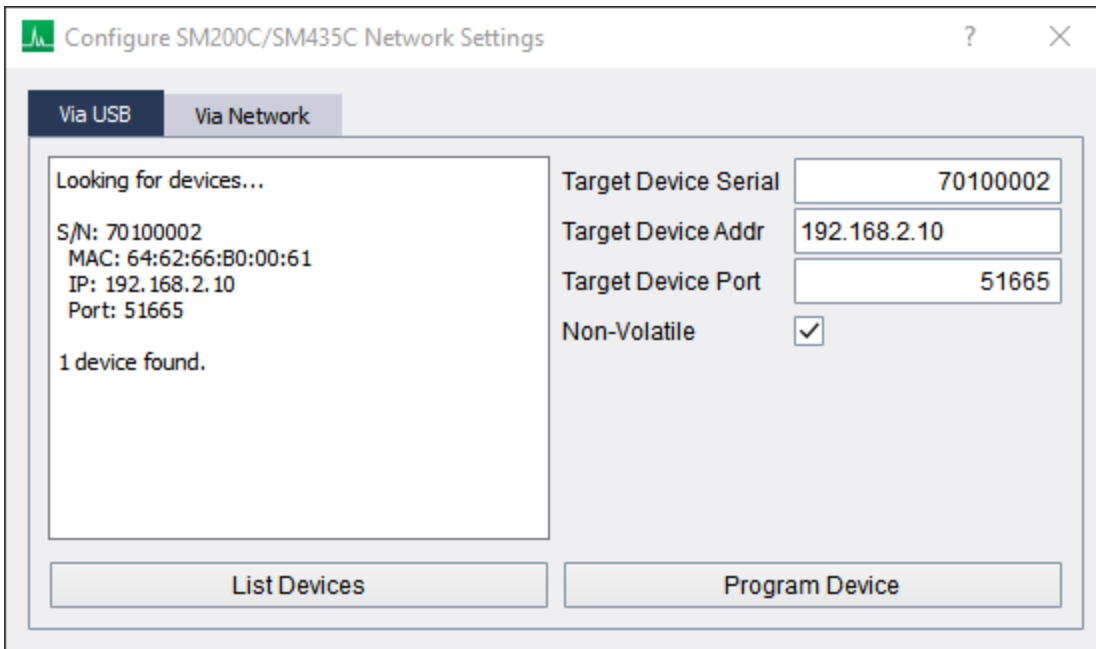 Configure SM200C/SM435C Network Settings
Via USB
Via Network
Looking for devices...
S/N: 70100002
MAC: 64:62:66:B0:00:61
IP: 192.168.2.10
Port: 51665
1 device found.
Target Device Serial 70100002
Target Device Addr 192.168.2.10
Target Device Port 51665
Non-Volatile
List Devices
Program Device